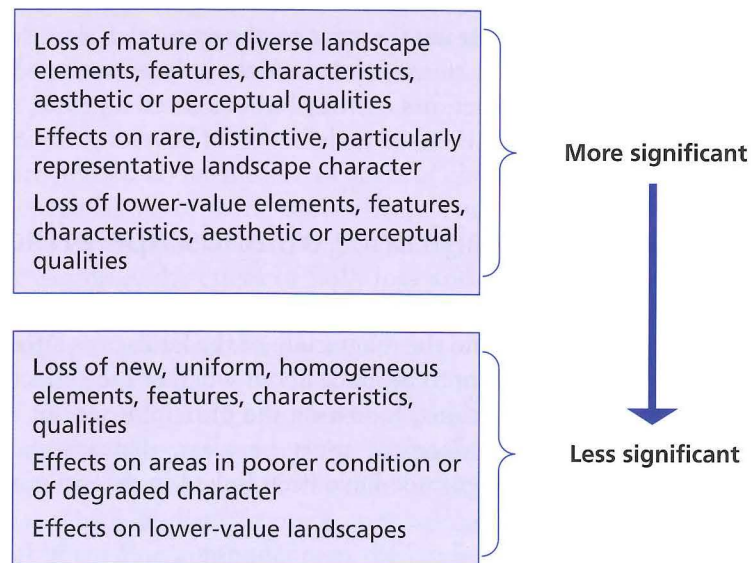 Loss of mature or diverse landscape
elements, features, characteristics,
aesthetic or perceptual qualities
Effects on rare, distinctive, particularly
representative landscape character
Loss of lower-value elements, features,
characteristics, aesthetic or perceptual
qualities
More significant
Loss of new, uniform, homogeneous
elements, features, characteristics,
qualities
Effects on areas in poorer condition or
of degraded character
Effects on lower-value landscapes
Less significant